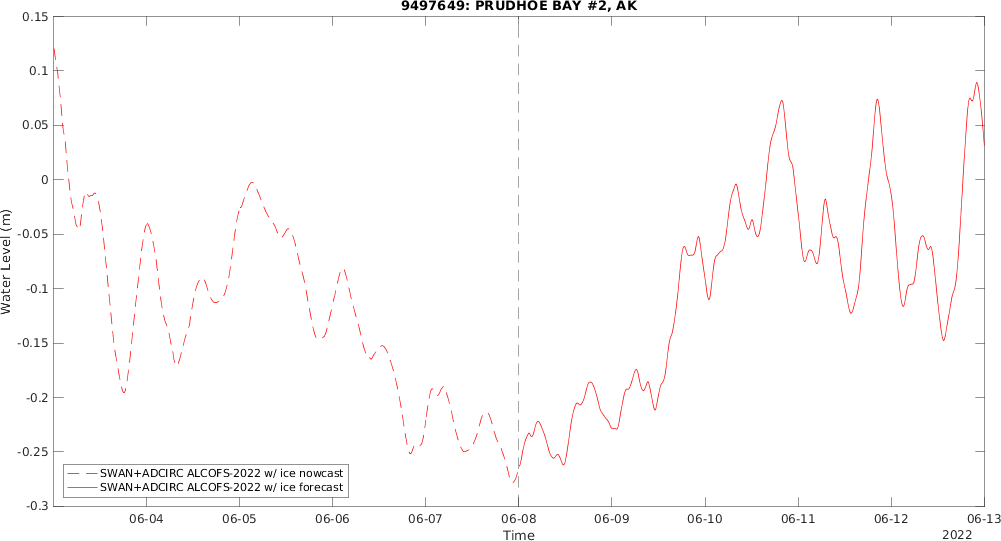 9497649: PRUDHOE BAY #2, AK
0.15
0.1
0.05
0
-0.05
-0.1
-0.15
-0.2
-0.25
-0.3
Water Level (m)
SWAN+ADCIRC ALCOFS-2022 w/ ice nowcast
SWAN+ADCIRC ALCOFS-2022 w/ ice forecast
06-04 06-05 06-06 06-07 06-08 06-09 06-10 06-11 06-12 06-13
Time
2022